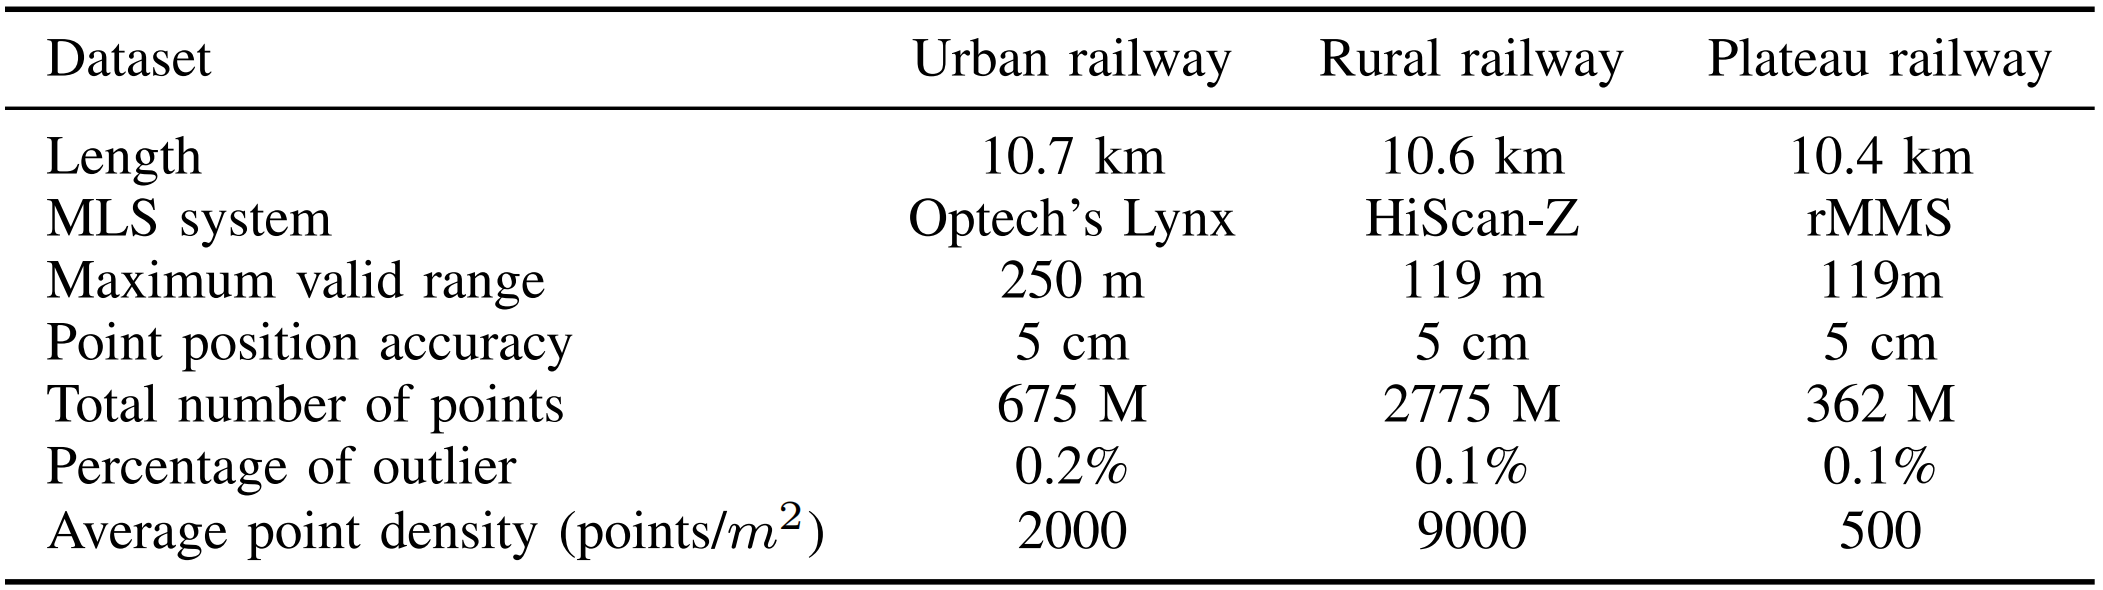 Dataset Urban railway Rural railway Plateau railway
Length 10.7 km 10.6 km 10.4 km
MLS system Optech's Lynx HiScan-Z rMMS
Maximum valid range 250 m 119 m 119m
Point position accuracy 5 cm 5 cm 5 cm
Total number of points 675 M 2775 M 362 M
Percentage of outlier 0.2% 0.1% 0.1%
Average point density (points/m²) 2000 9000 500